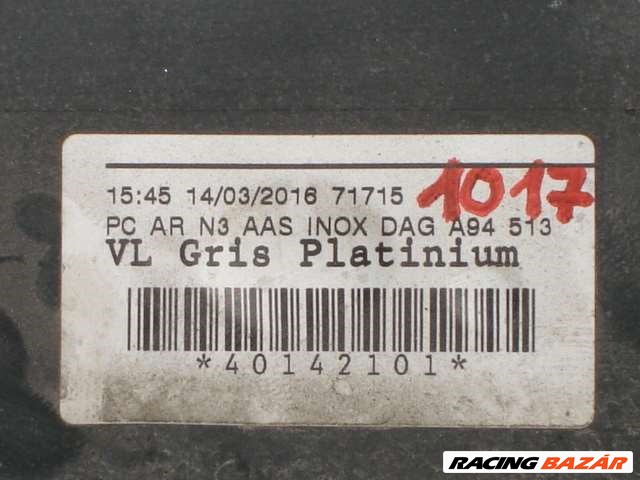 15:45 14/03/2016 71715 1017
PC AR N3 AAS INOX DAG A94 513
VL Gris Platinium
*40142101*
RACING BAZÁR